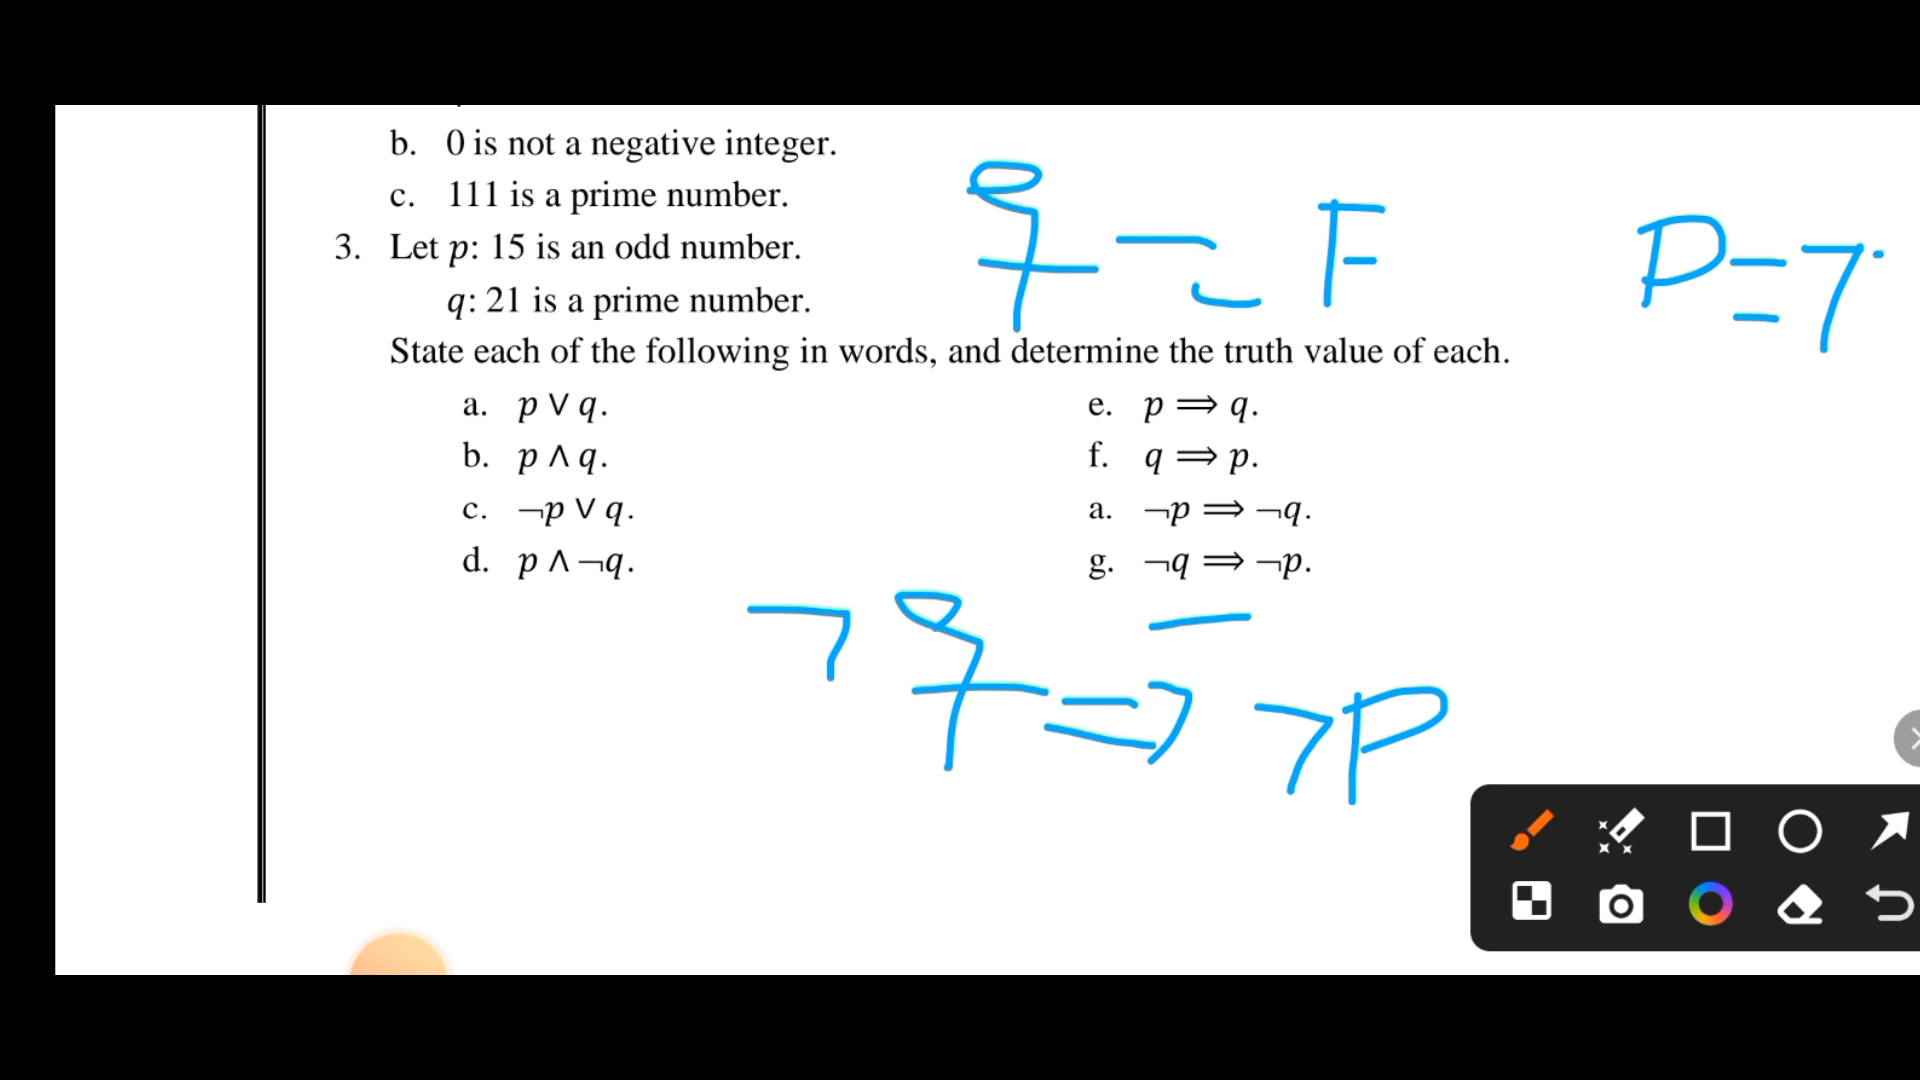 b. 0 is not a negative integer.
c. 111 is a prime number.
3. Let p: 15 is an odd number.
q: 21 is a prime number.
State each of the following in words, and determine the truth value of each.
a. p ∨ q.
b. p ∧ q.
c. ¬p ∨ q.
d. p ∧ ¬q.
e. p ⟹ q.
f. q ⟹ p.
a. ¬p ⟹ ¬q.
g. ¬q ⟹ ¬p.
q = F
P = 7
¬q ⟹ ¬P